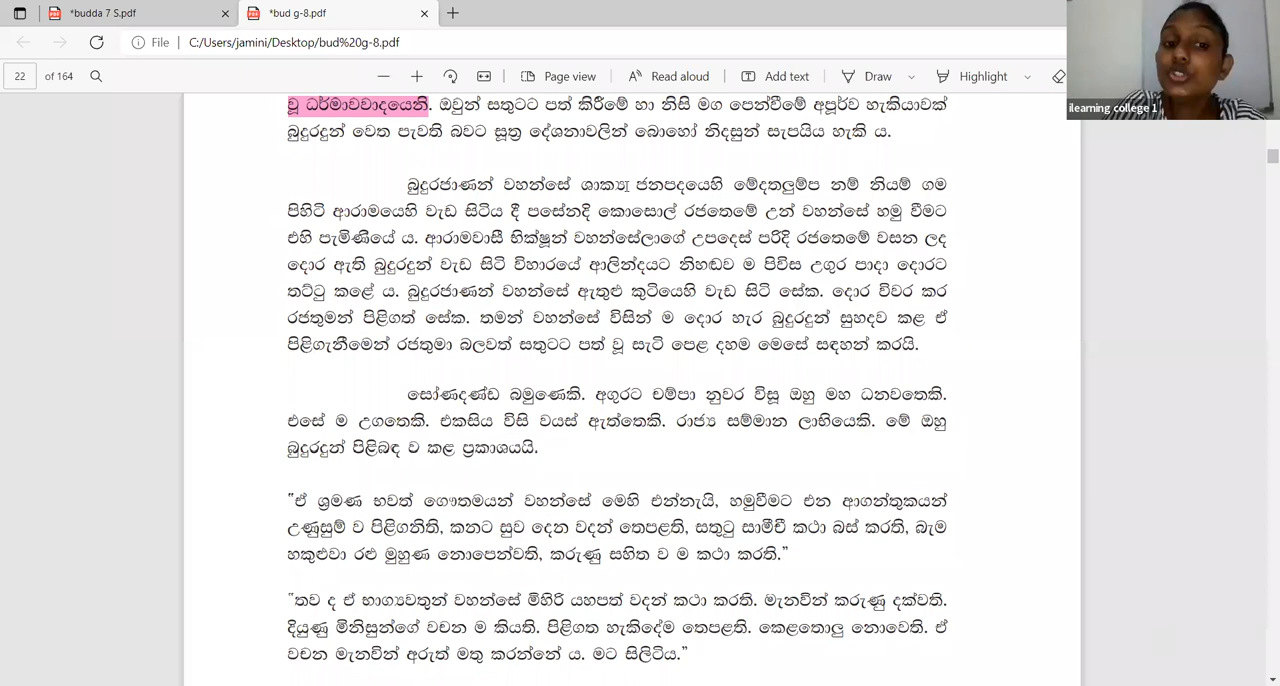 *budda 7 S.pdf
*bud g-8.pdf
File
C:/Users/jamini/Desktop/bud%20g-8.pdf
22 of 164
Page view
Read aloud
Add text
Draw
Highlight
ilearning college 1
වූ ධර්මාවවාදයෙනි. ඔවුන් සතුටට පත් කිරීමේ හා නිසි මග පෙන්වීමේ අපූර්ව හැකියාවක්
බුදුරදුන් වෙත පැවති බවට සූත්‍ර දේශනාවලින් බොහෝ නිදසුන් සැපයිය හැකි ය.
බුදුරජාණන් වහන්සේ ශාක්‍ය ජනපදයෙහි මේදතලුම්ප නම් නියම් ගම
පිහිටි ආරාමයෙහි වැඩ සිටිය දී පසේනදි කොසොල් රජතෙමේ උන් වහන්සේ හමු වීමට
එහි පැමිණියේ ය. ආරාමවාසී භික්ෂූන් වහන්සේලාගේ උපදෙස් පරිදි රජතෙමේ වසන ලද
දොර ඇති බුදුරදුන් වැඩ සිටි විහාරයේ ආලින්දයට නිහඬව ම පිවිස උගුර පාදා දොරට
තට්ටු කළේ ය. බුදුරජාණන් වහන්සේ ඇතුළු කුටියෙහි වැඩ සිටි සේක. දොර විවර කර
රජතුමන් පිළිගත් සේක. තමන් වහන්සේ විසින් ම දොර හැර බුදුරදුන් සුහදව කළ ඒ
පිළිගැනීමෙන් රජතුමා බලවත් සතුටට පත් වූ සැටි පෙළ දහම මෙසේ සඳහන් කරයි.
සෝණදණ්ඩ බමුණෙකි. අගුරට චම්පා නුවර විසූ ඔහු මහ ධනවතෙකි.
එසේ ම උගතෙකි. එකසිය විසි වයස් ඇත්තෙකි. රාජ්‍ය සම්මාන ලාභියෙකි. මේ ඔහු
බුදුරදුන් පිළිබඳ ව කළ ප්‍රකාශයයි.
“ඒ ශ්‍රමණ භවත් ගෞතමයන් වහන්සේ මෙහි එන්නැයි, හමුවීමට එන ආගන්තුකයන්
උණුසුම් ව පිළිගනිති, කනට සුව දෙන වදන් තෙපළති, සතුටු සාමීචි කථා බස් කරති, බැම
හකුළුවා රළු මුහුණ නොපෙන්වති, කරුණු සහිත ව ම කථා කරති.”
“තව ද ඒ භාග්‍යවතුන් වහන්සේ මිහිරි යහපත් වදන් කථා කරති. මැනවින් කරුණු දක්වති.
දියුණු මිනිසුන්ගේ වචන ම කියති. පිළිගත හැකිදේම තෙපළති. කෙළතොලු නොවෙති. ඒ
වචන මැනවින් අරුත් මතු කරන්නේ ය. මට සිලිටිය.”